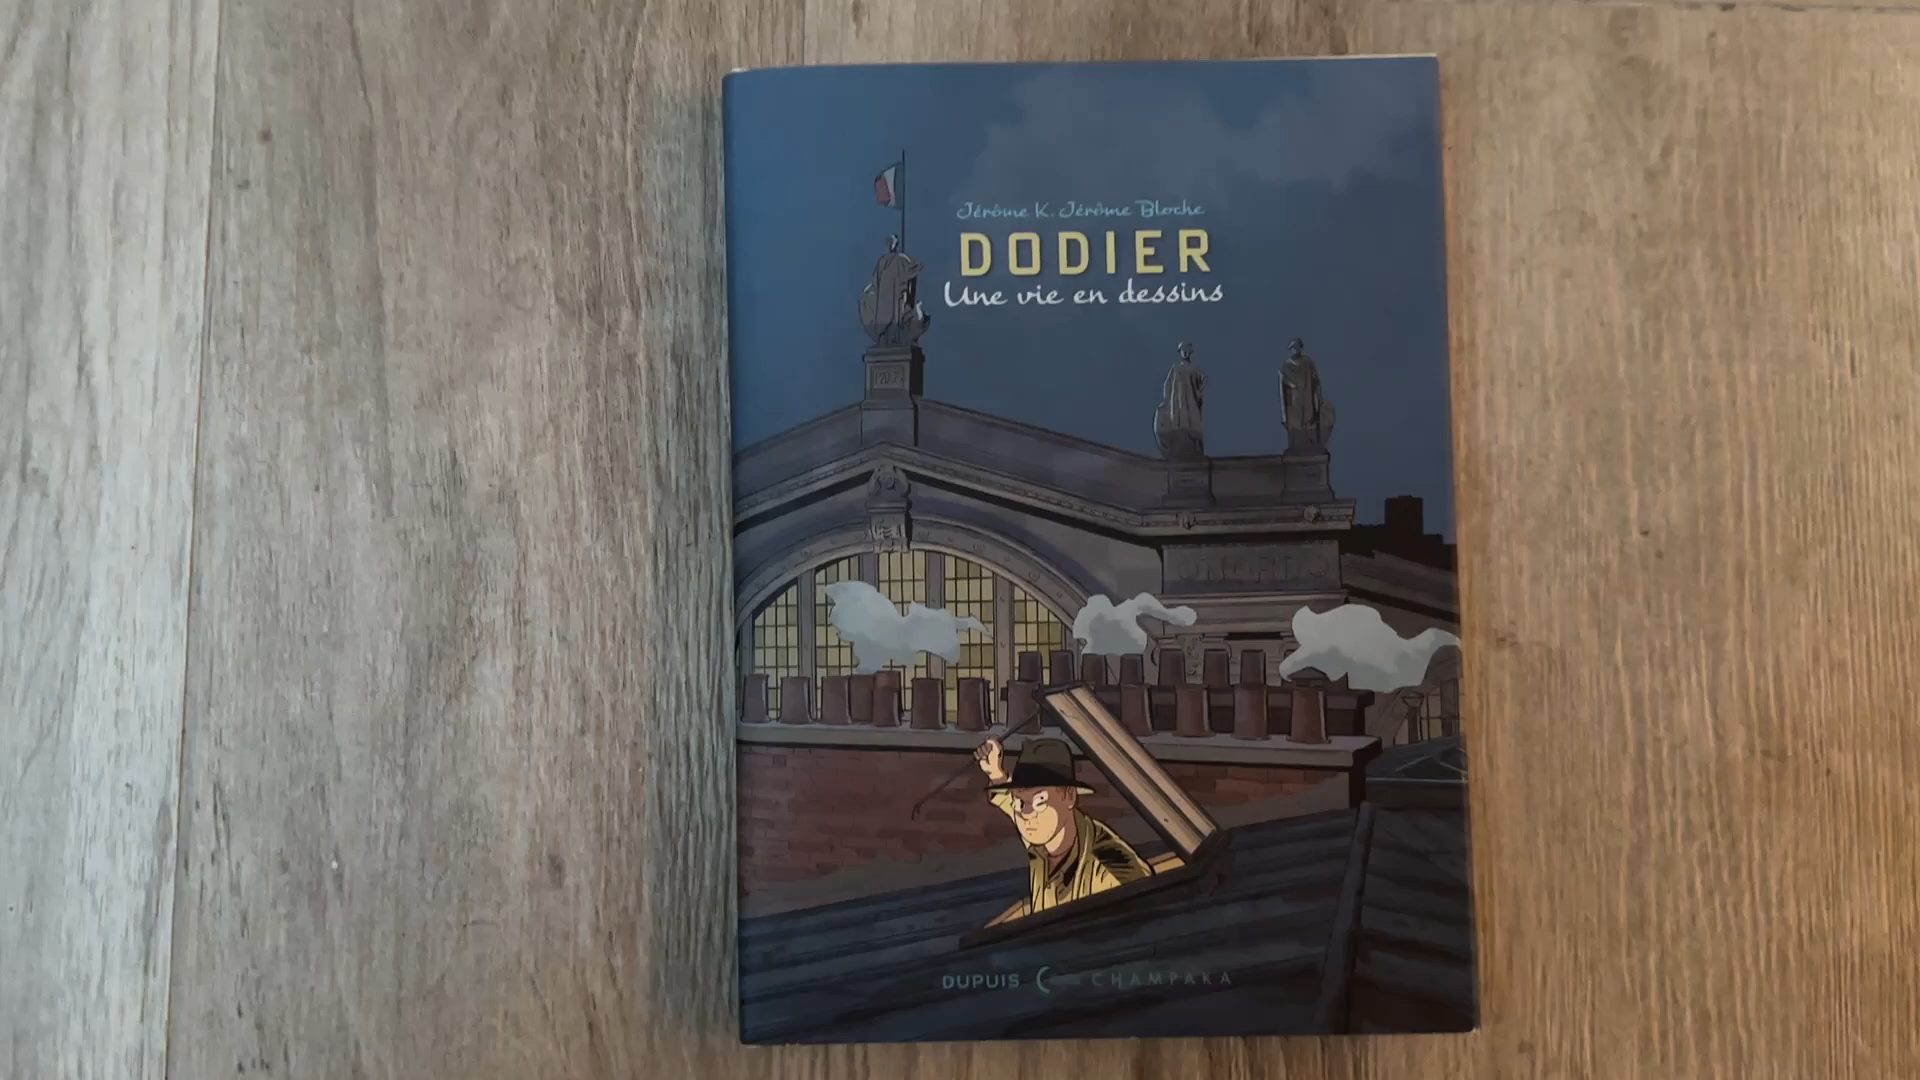 Jérôme K. Jérôme Bloche
DODIER
Une vie en dessins
DUPUIS CHAMPAKA